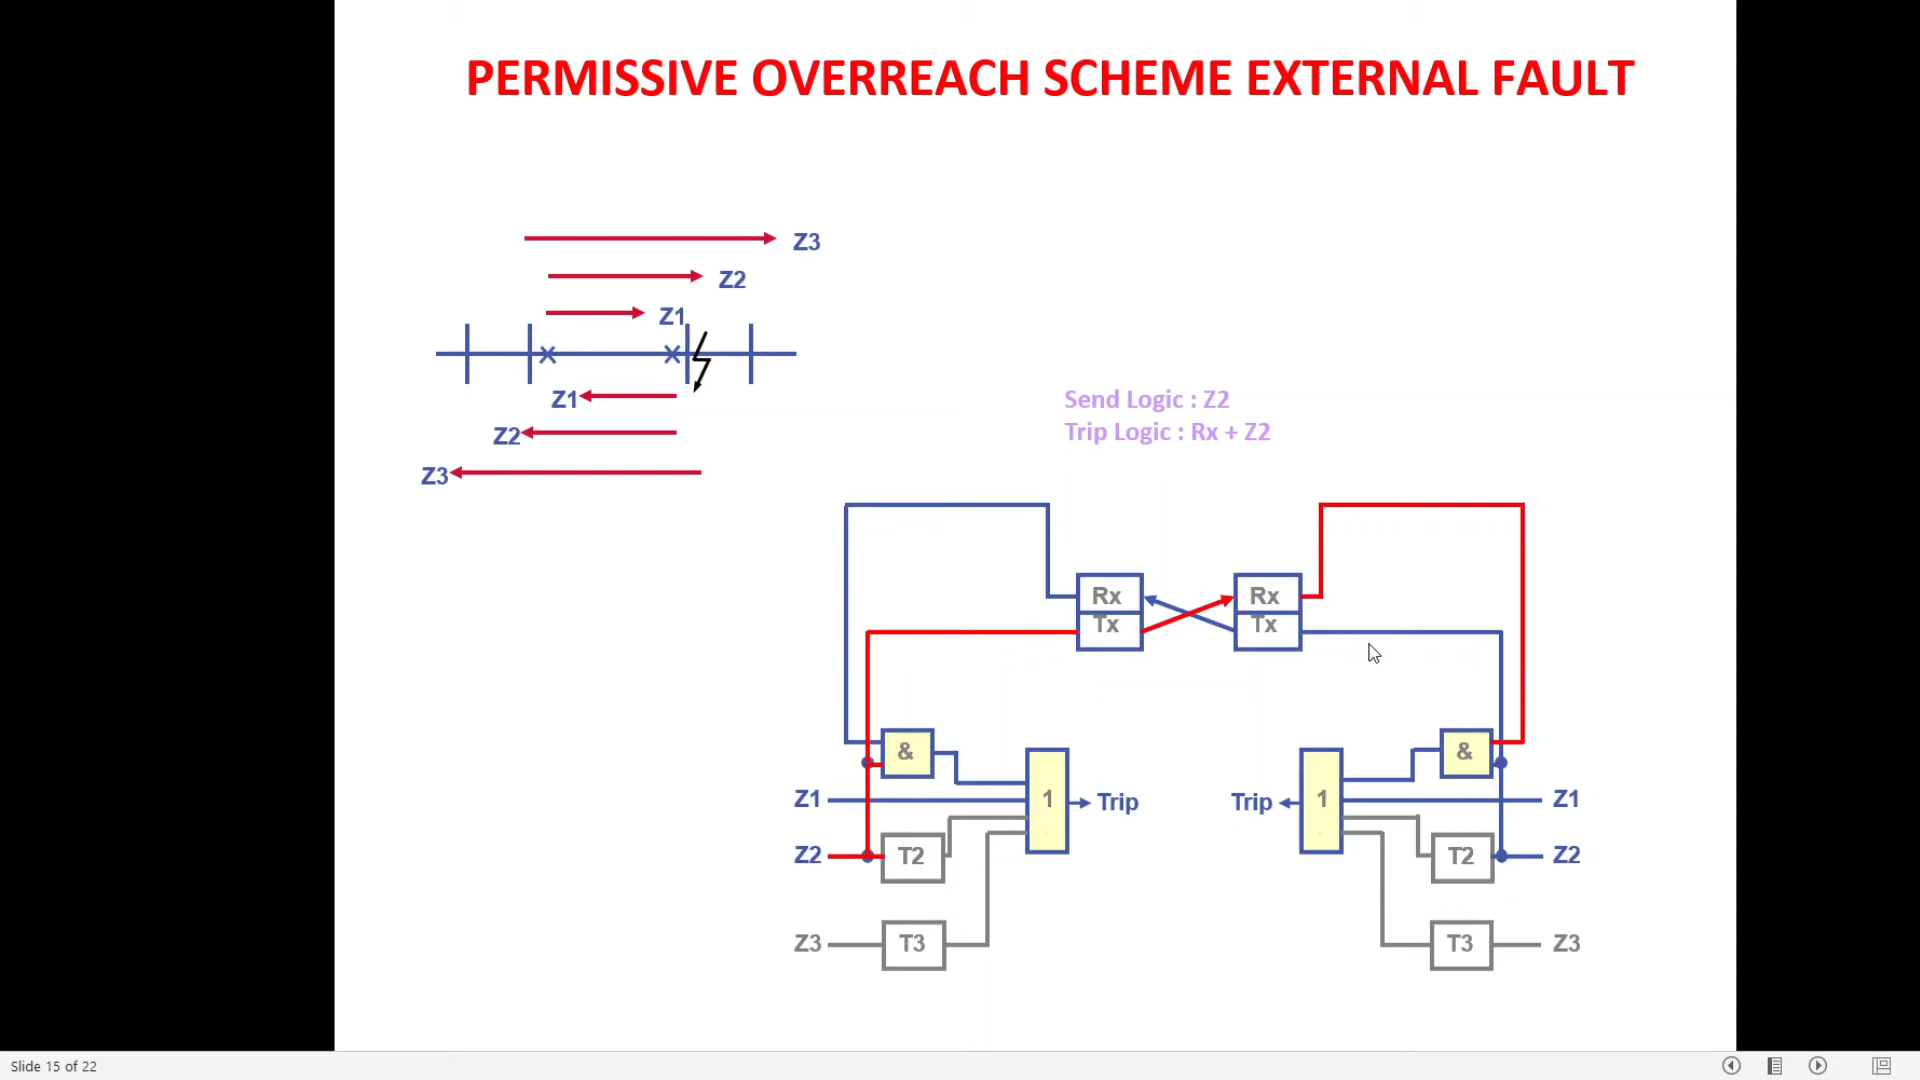 PERMISSIVE OVERREACH SCHEME EXTERNAL FAULT
Z3
Z2
Z1
Z1
Z2
Z3
Send Logic : Z2
Trip Logic : Rx + Z2
Rx
Tx
Rx
Tx
&
&
Z1
1
Trip
Trip
1
Z1
Z2
T2
T2
Z2
Z3
T3
T3
Z3
Slide 15 of 22